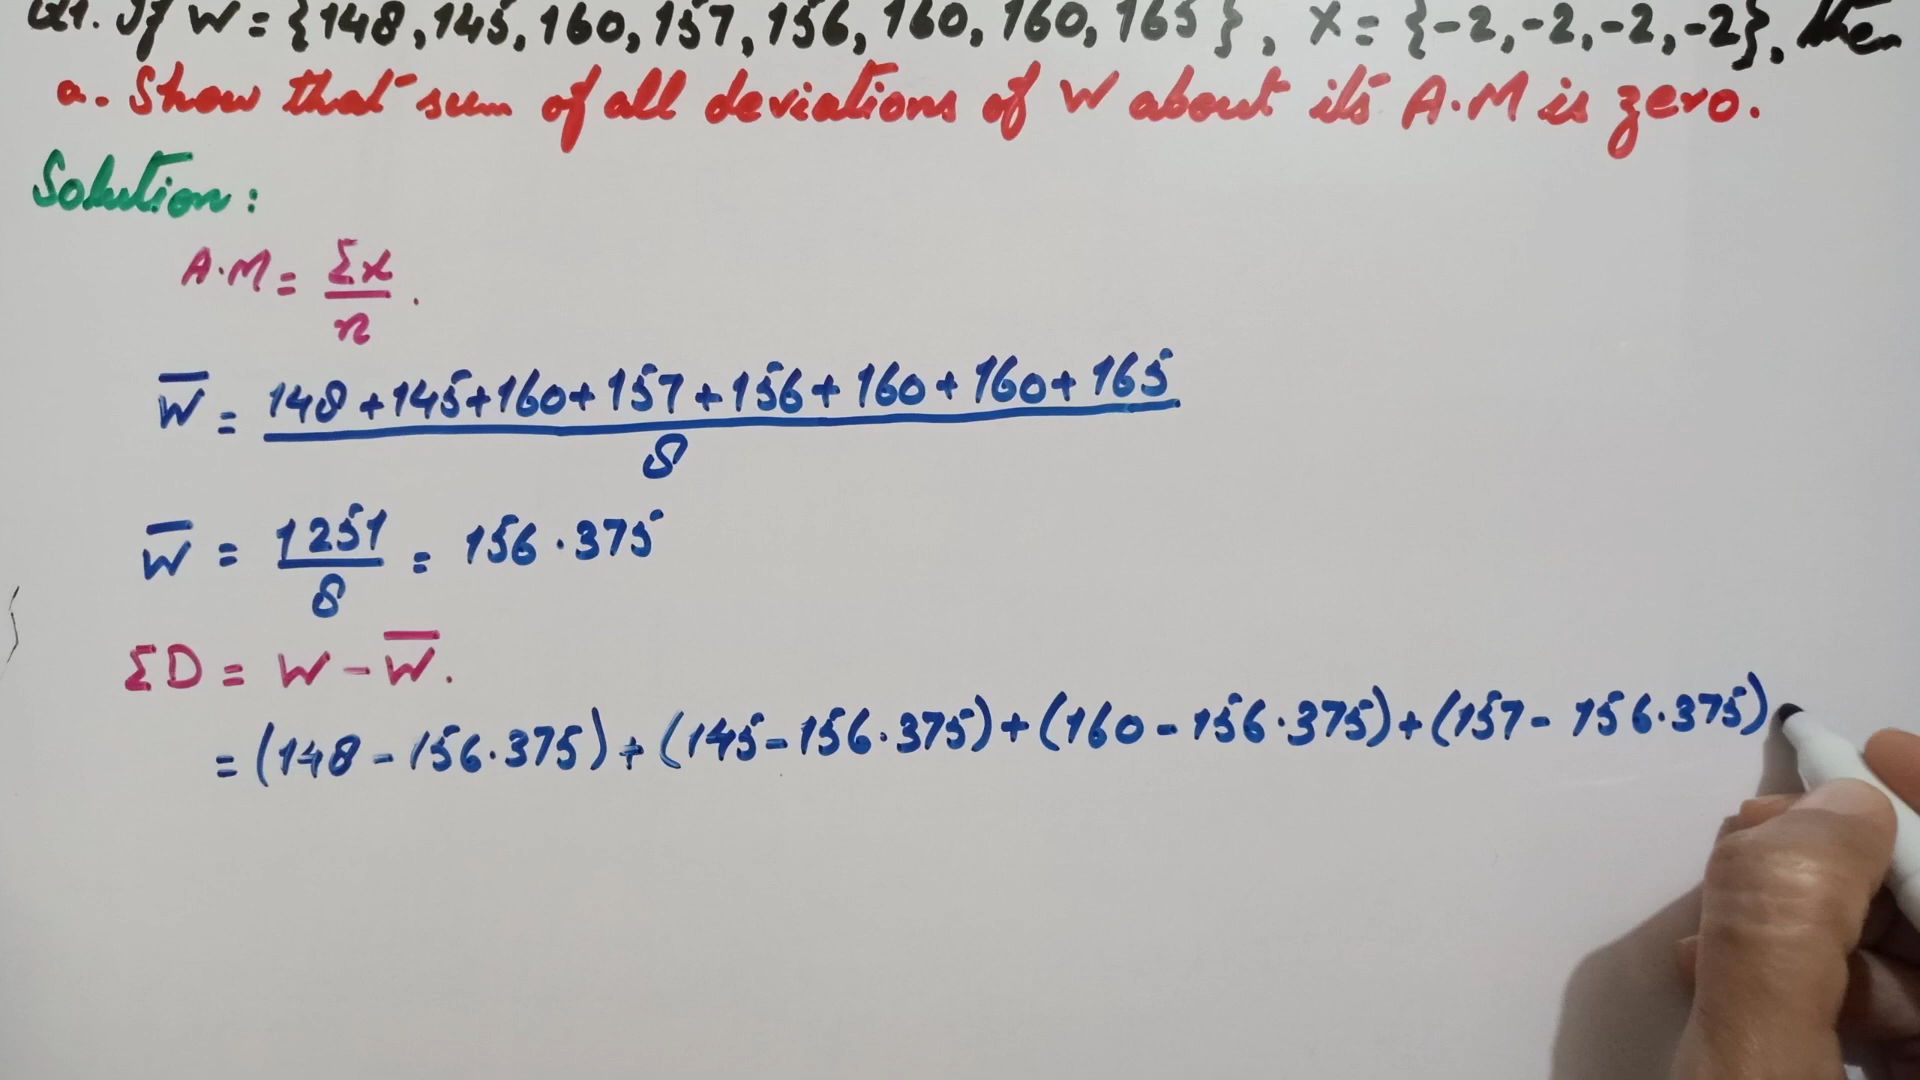 Q1. If W = {148, 145, 160, 157, 156, 160, 160, 165}, X = {-2, -2, -2, -2}, then
a. Show that sum of all deviations of W about its A.M is zero.
Solution:
A.M = Σx/n.
W̅ = 148 + 145 + 160 + 157 + 156 + 160 + 160 + 165 / 8
W̅ = 1251/8 = 156.375
ΣD = W - W̅.
= (148 - 156.375) + (145 - 156.375) + (160 - 156.375) + (157 - 156.375)